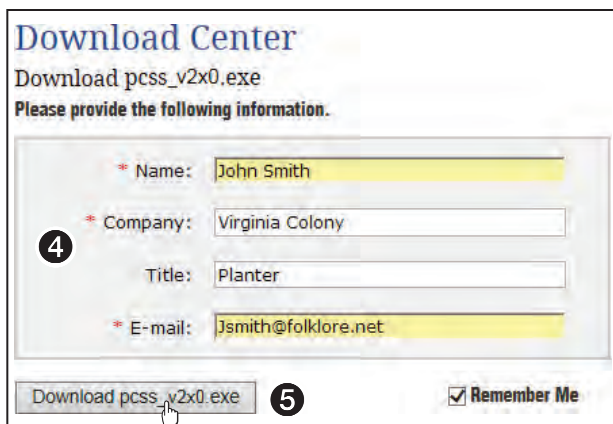 Download Center
Download pcss_v2x0.exe
Please provide the following information.
* Name: John Smith
* Company: Virginia Colony
4
Title: Planter
* E-mail: Jsmith@folklore.net
Download pcss_v2x0.exe 5 Remember Me